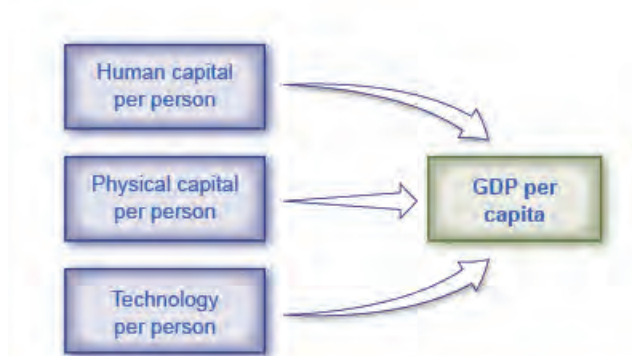 Human capital
per person
Physical capital
per person
GDP per
capita
Technology
per person